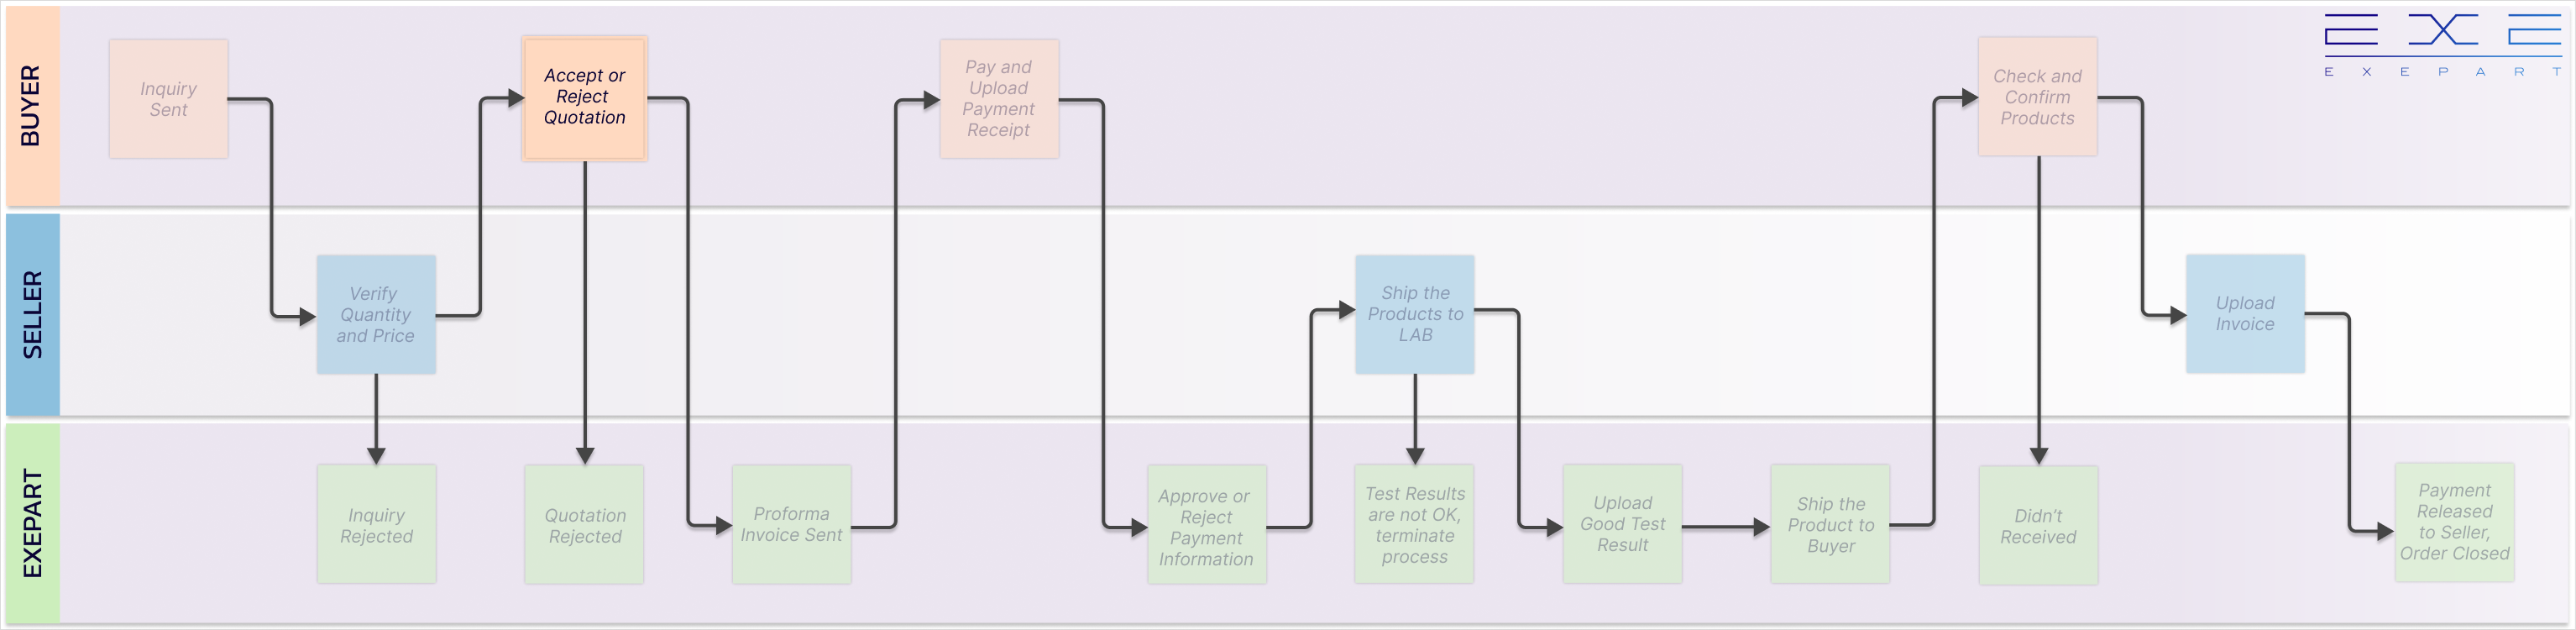 BUYER
Inquiry
Sent
Accept or
Reject
Quotation
Pay and
Upload
Payment
Receipt
Check and
Confirm
Products
EXE
EXEPART
SELLER
Verify
Quantity
and Price
Ship the
Products to
LAB
Upload
Invoice
EXEPART
Inquiry
Rejected
Quotation
Rejected
Proforma
Invoice Sent
Approve or
Reject
Payment
Information
Test Results
are not OK,
terminate
process
Upload
Good Test
Result
Ship the
Product to
Buyer
Didn’t
Received
Payment
Released
to Seller,
Order Closed